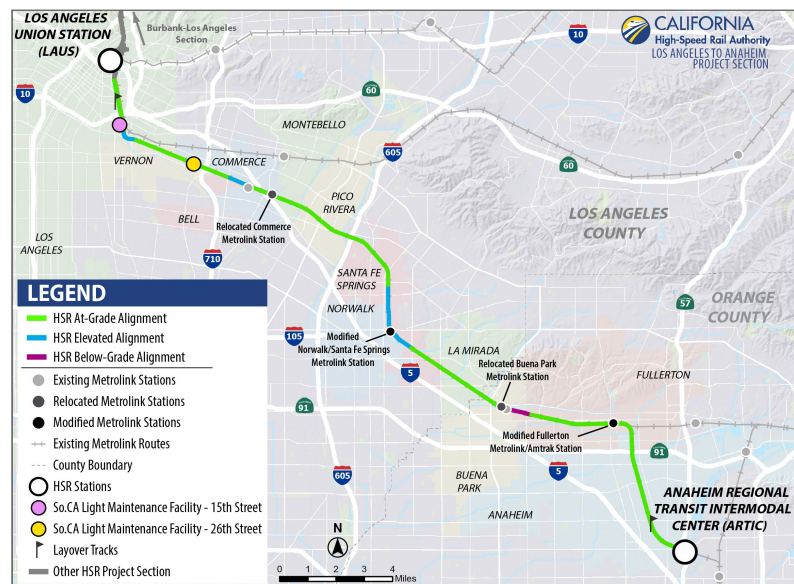 LOS ANGELES
UNION STATION
(LAUS)
Burbank-Los Angeles
Section
CALIFORNIA
High-Speed Rail Authority
LOS ANGELES TO ANAHEIM
PROJECT SECTION
10
10
60
MONTEBELLO
605
VERNON
COMMERCE
60
PICO
RIVERA
BELL
LOS ANGELES
COUNTY
Relocated Commerce
Metrolink Station
LOS
ANGELES
710
SANTA FE
SPRINGS
57
ORANGE
COUNTY
NORWALK
105
Modified
Norwalk/Santa Fe Springs
Metrolink Station
LA MIRADA
5
Relocated Buena Park
Metrolink Station
FULLERTON
91
Modified Fullerton
Metrolink/Amtrak Station
91
605
BUENA
PARK
5
ANAHEIM
ANAHEIM REGIONAL
TRANSIT INTERMODAL
CENTER (ARTIC)
LEGEND
HSR At-Grade Alignment
HSR Elevated Alignment
HSR Below-Grade Alignment
Existing Metrolink Stations
Relocated Metrolink Stations
Modified Metrolink Stations
Existing Metrolink Routes
County Boundary
HSR Stations
So.CA Light Maintenance Facility - 15th Street
So.CA Light Maintenance Facility - 26th Street
Layover Tracks
Other HSR Project Section
N
0 1 2 3 4
Miles